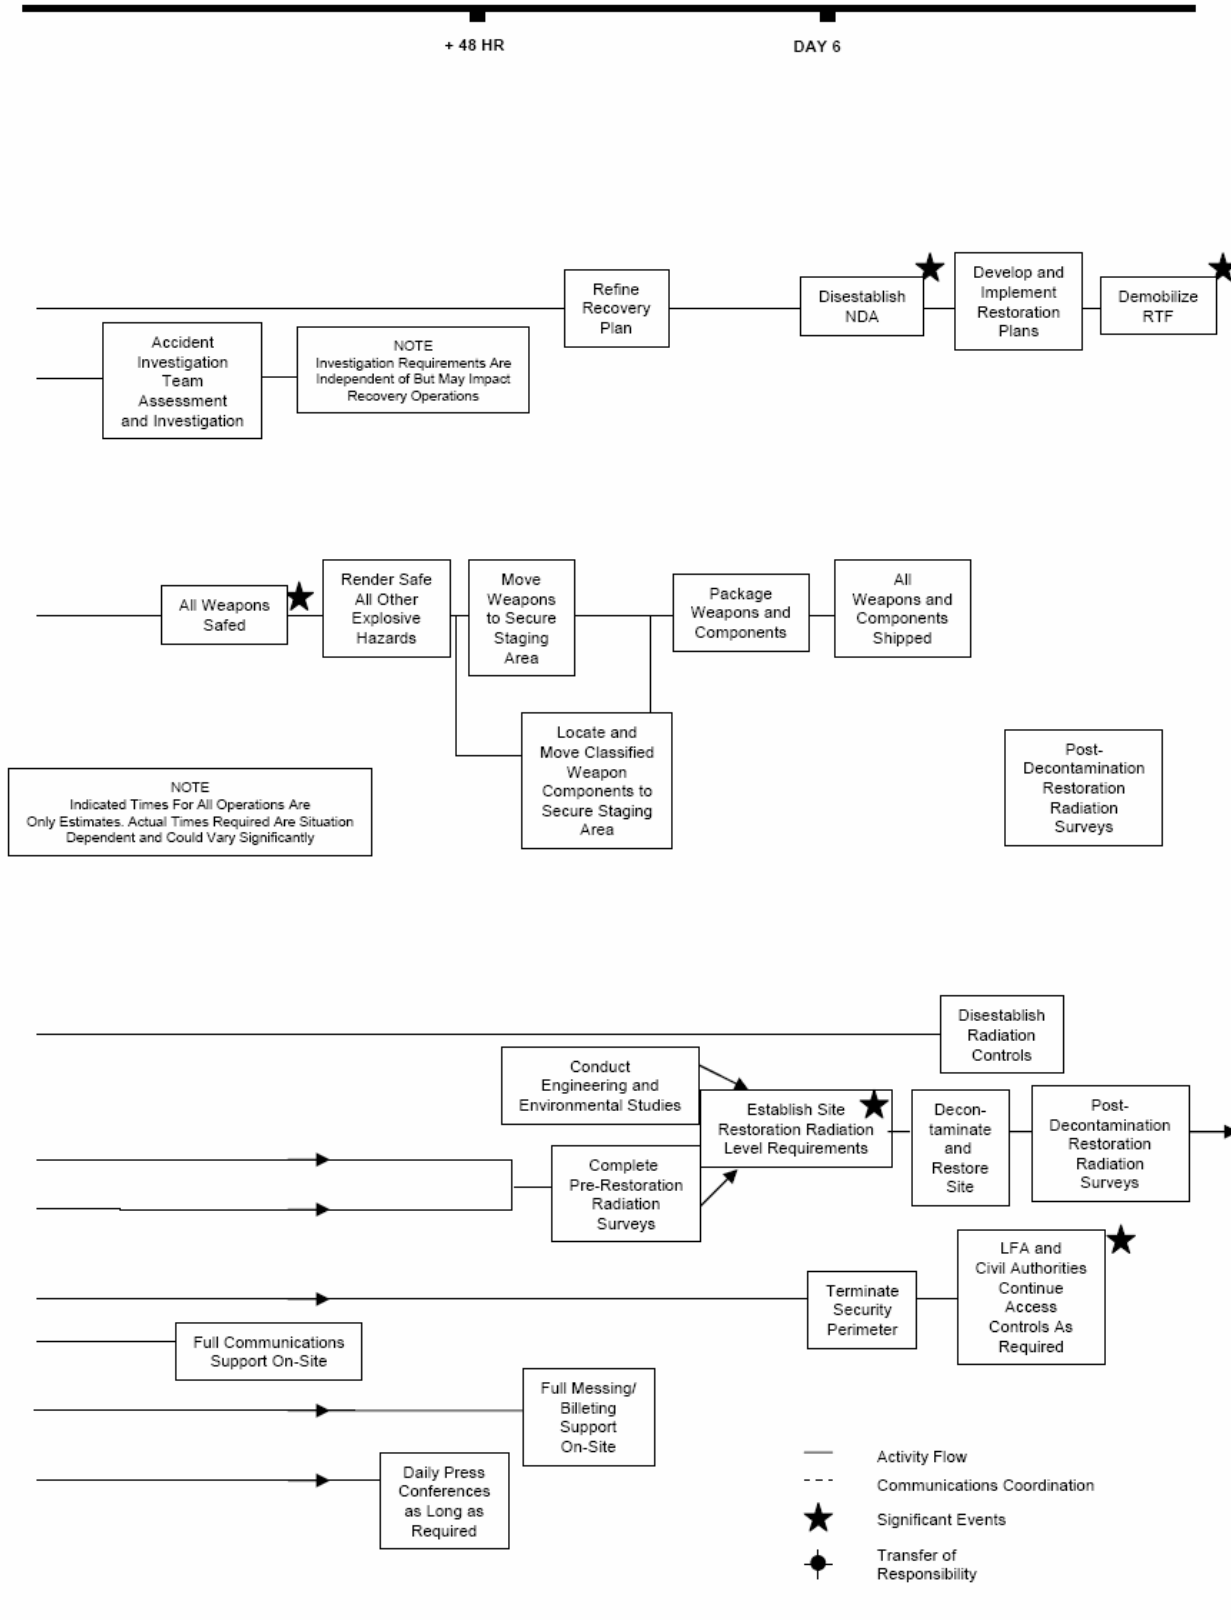 + 48 HR
DAY 6
Refine
Recovery
Plan
Disestablish
NDA
Develop and
Implement
Restoration
Plans
Demobilize
RTF
Accident
Investigation
Team
Assessment
and Investigation
NOTE
Investigation Requirements Are
Independent of But May Impact
Recovery Operations
All Weapons
Safed
Render Safe
All Other
Explosive
Hazards
Move
Weapons
to Secure
Staging
Area
Package
Weapons and
Components
All
Weapons and
Components
Shipped
Locate and
Move Classified
Weapon
Components to
Secure Staging
Area
Post-
Decontamination
Restoration
Radiation
Surveys
NOTE
Indicated Times For All Operations Are
Only Estimates. Actual Times Required Are Situation
Dependent and Could Vary Significantly
Disestablish
Radiation
Controls
Conduct
Engineering and
Environmental Studies
Establish Site
Restoration Radiation
Level Requirements
Decon-
taminate
and
Restore
Site
Post-
Decontamination
Restoration
Radiation
Surveys
Complete
Pre-Restoration
Radiation
Surveys
Terminate
Security
Perimeter
LFA and
Civil Authorities
Continue
Access
Controls As
Required
Full Communications
Support On-Site
Full Messing/
Billeting
Support
On-Site
Daily Press
Conferences
as Long as
Required
Activity Flow
Communications Coordination
Significant Events
Transfer of
Responsibility